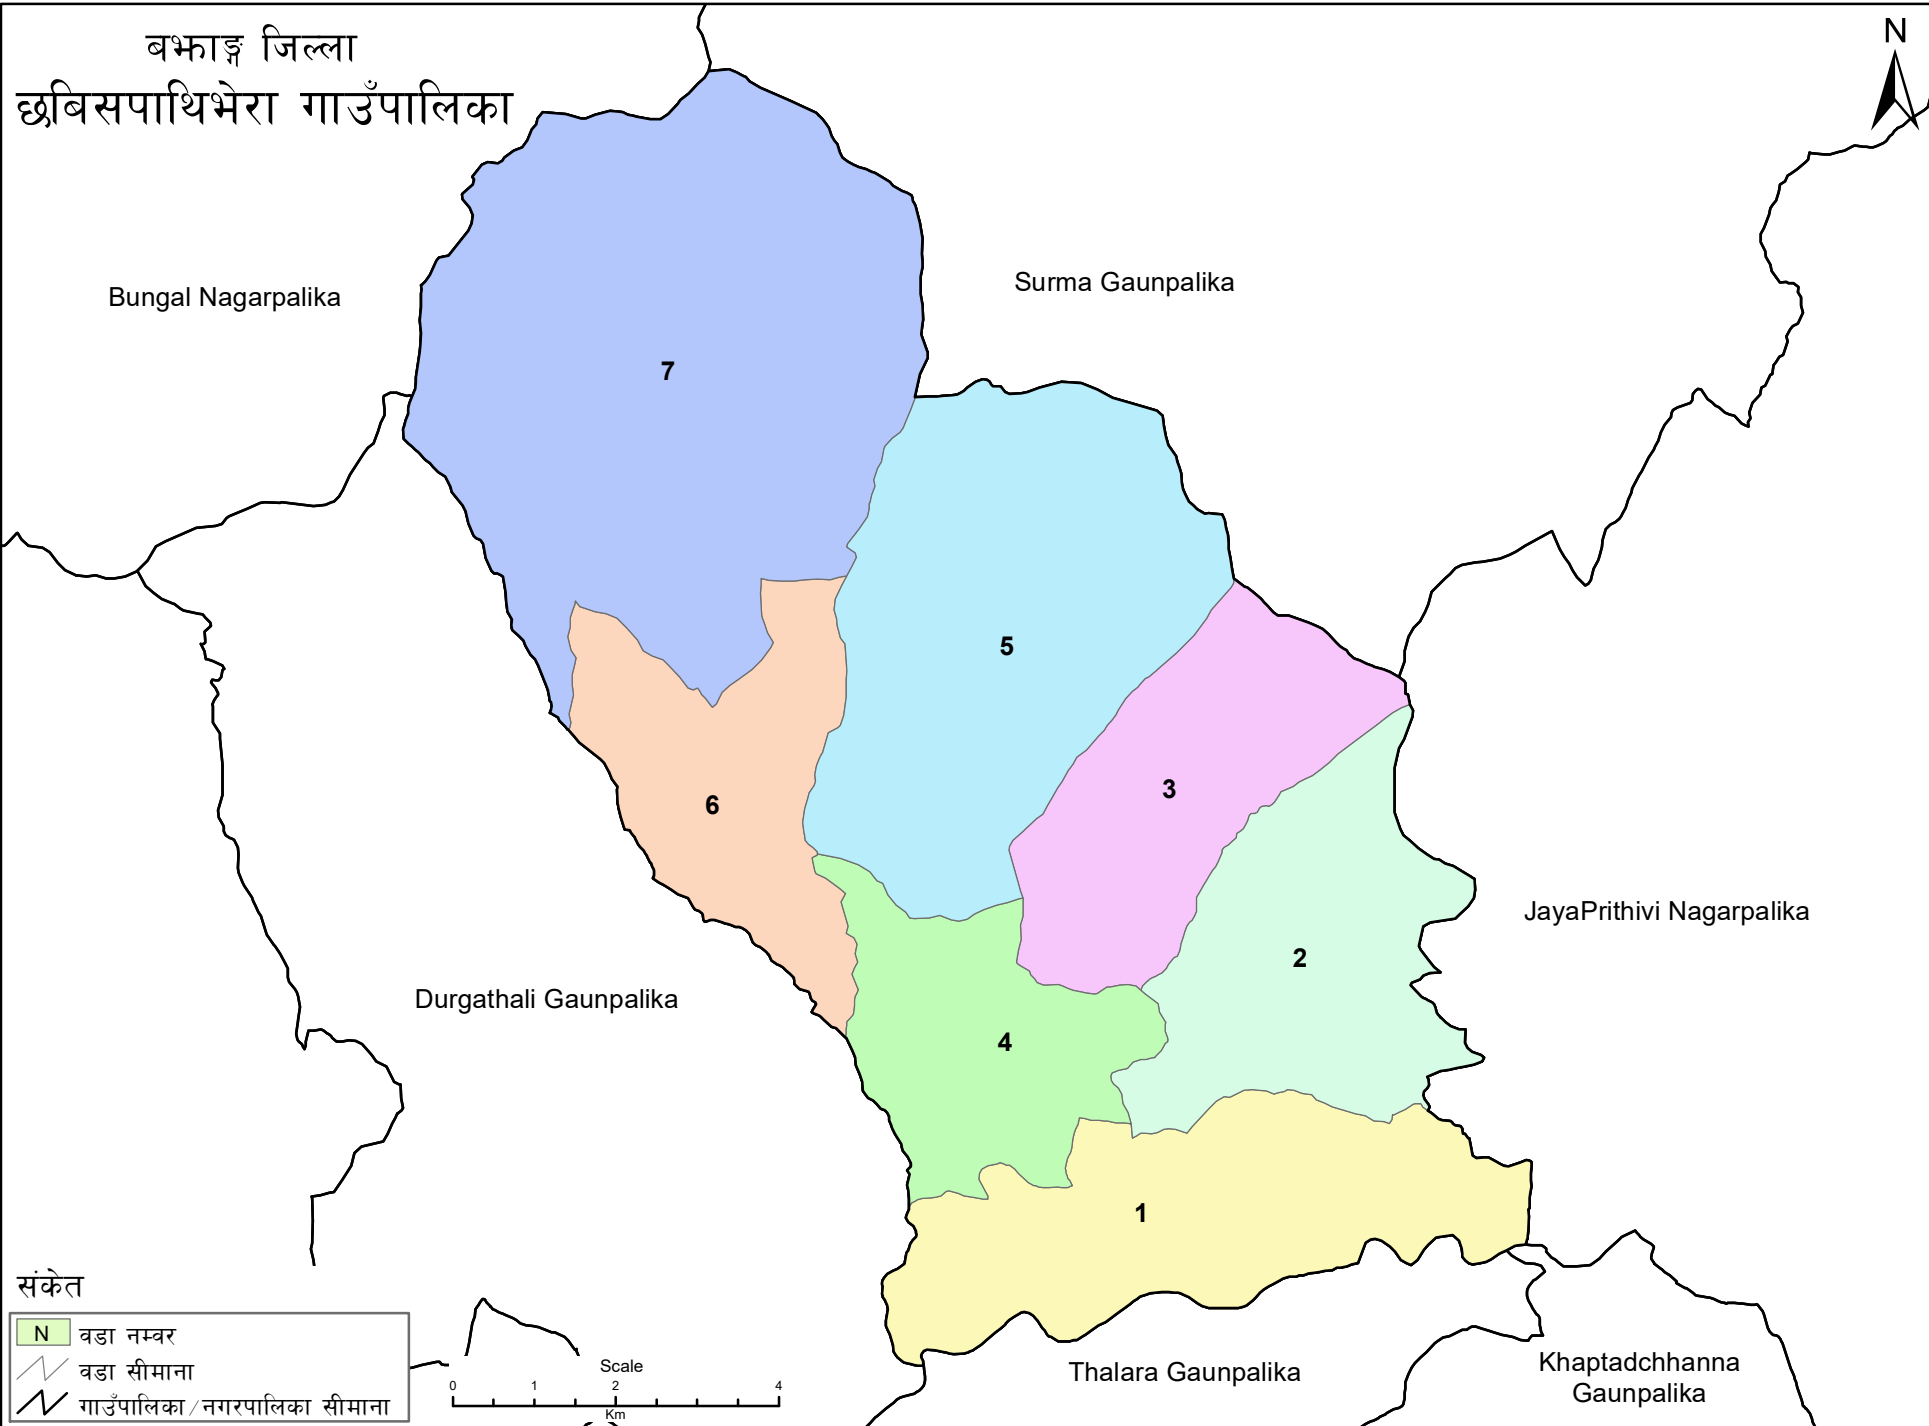 बझाङ्ग जिल्ला
छबिसपाथिभेरा गाउँपालिका
N
Bungal Nagarpalika
Surma Gaunpalika
7
5
3
6
2
JayaPrithivi Nagarpalika
Durgathali Gaunpalika
4
1
संकेत
N वडा नम्वर
वडा सीमाना
गाउँपालिका/नगरपालिका सीमाना
Scale
0 1 2 4
Km
Thalara Gaunpalika
Khaptadchhanna
Gaunpalika